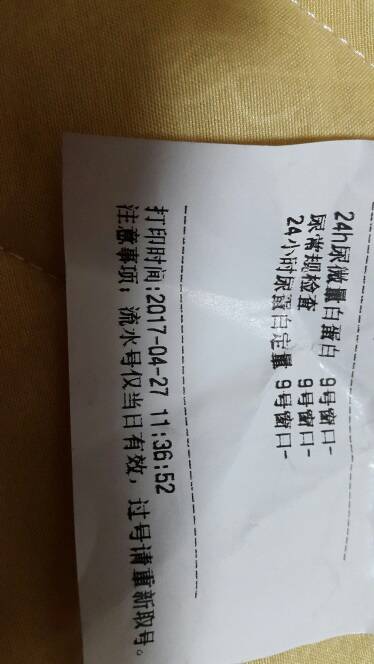 24h尿微量白蛋白 9号窗口-
尿常规检查 9号窗口-
24小时尿蛋白定量 9号窗口-
打印时间:2017-04-27 11:36:52
注意事项：流水号仅当日有效，过号请重新取号。